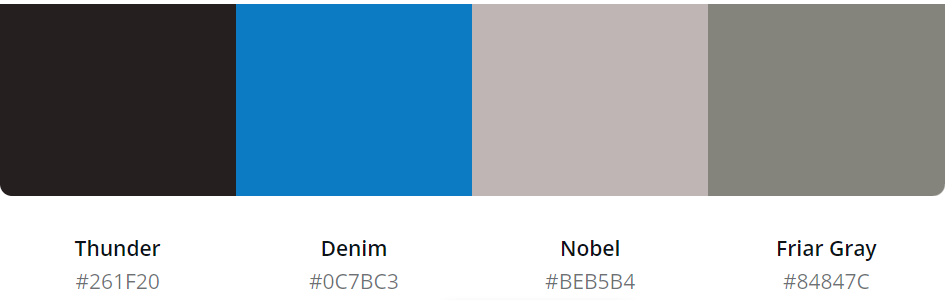 Thunder Denim Nobel Friar Gray
#261F20 #0C7BC3 #BEB5B4 #84847C